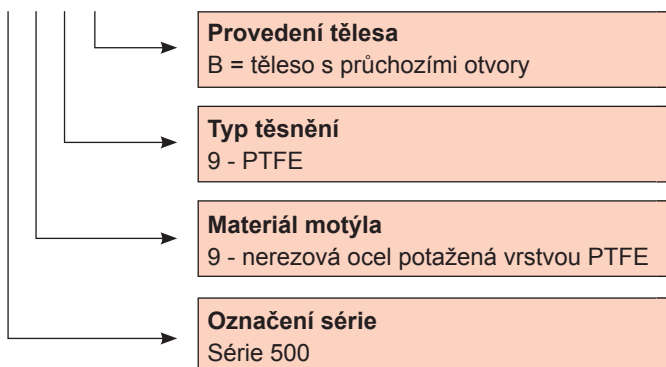 Provedení tělesa
B = těleso s průchozími otvory
Typ těsnění
9 - PTFE
Materiál motýla
9 - nerezová ocel potažená vrstvou PTFE
Označení série
Série 500